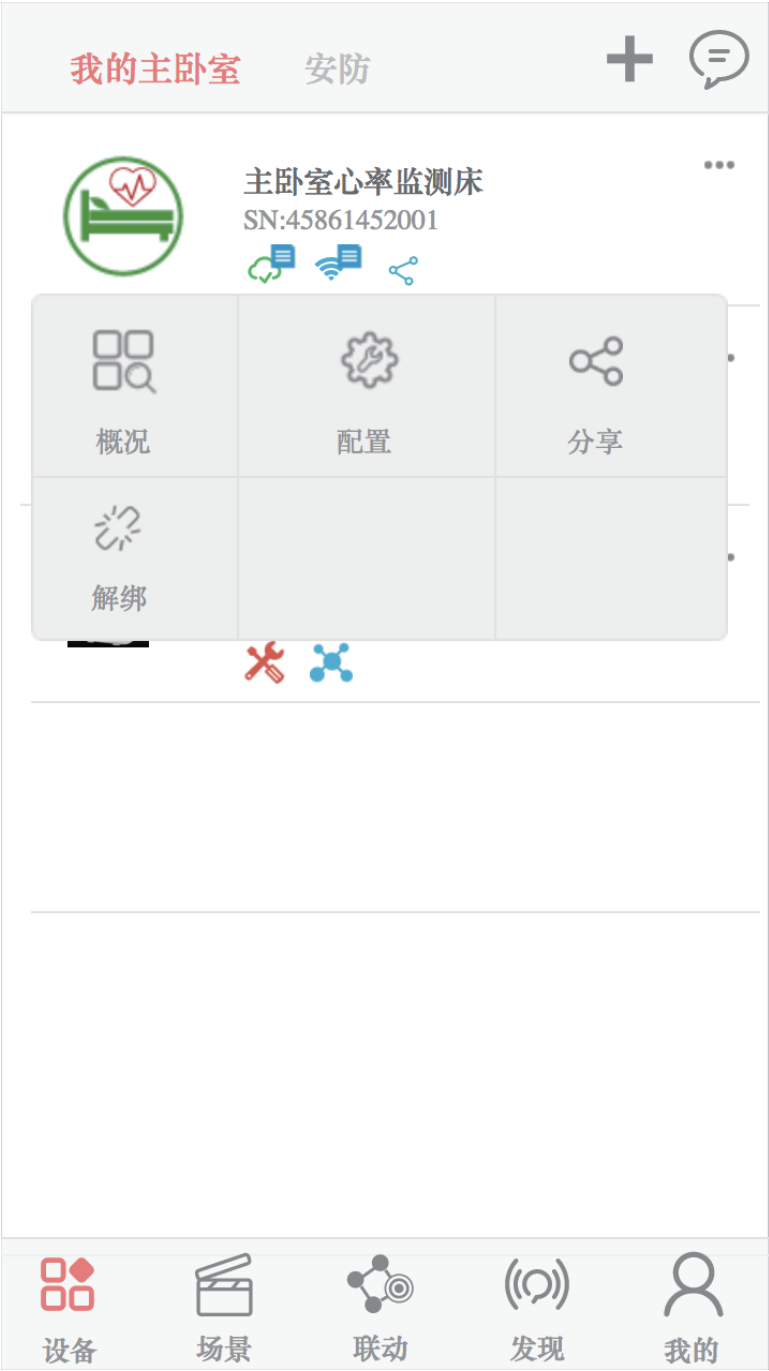 我的主卧室 安防
主卧室心率监测床
SN:45861452001
概况 配置 分享
解绑
设备 场景 联动 发现 我的